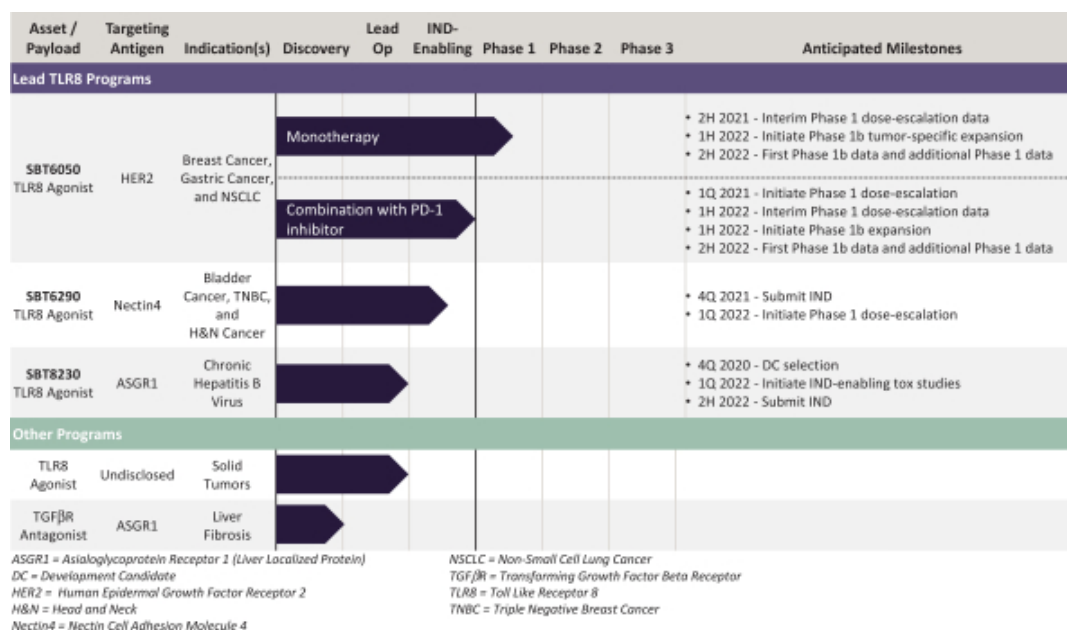 Asset / Payload
Targeting Antigen
Indication(s)
Discovery
Lead Op
IND-Enabling
Phase 1
Phase 2
Phase 3
Anticipated Milestones
Lead TLR8 Programs
SBT6050
TLR8 Agonist
HER2
Breast Cancer,
Gastric Cancer,
and NSCLC
Monotherapy
• 2H 2021 - Interim Phase 1 dose-escalation data
• 1H 2022 - Initiate Phase 1b tumor-specific expansion
• 2H 2022 - First Phase 1b data and additional Phase 1 data
Combination with PD-1
inhibitor
• 1Q 2021 - Initiate Phase 1 dose-escalation
• 1H 2022 - Interim Phase 1 dose-escalation data
• 1H 2022 - Initiate Phase 1b expansion
• 2H 2022 - First Phase 1b data and additional Phase 1 data
SBT6290
TLR8 Agonist
Nectin4
Bladder
Cancer, TNBC,
and
H&N Cancer
• 4Q 2021 - Submit IND
• 1Q 2022 - Initiate Phase 1 dose-escalation
SBT8230
TLR8 Agonist
ASGR1
Chronic
Hepatitis B
Virus
• 4Q 2020 - DC selection
• 1Q 2022 - Initiate IND-enabling tox studies
• 2H 2022 - Submit IND
Other Programs
TLR8
Agonist
Undisclosed
Solid
Tumors
TGFβR
Antagonist
ASGR1
Liver
Fibrosis
ASGR1 = Asialoglycoprotein Receptor 1 (Liver Localized Protein)
DC = Development Candidate
HER2 = Human Epidermal Growth Factor Receptor 2
H&N = Head and Neck
Nectin4 = Nectin Cell Adhesion Molecule 4
NSCLC = Non-Small Cell Lung Cancer
TGFβR = Transforming Growth Factor Beta Receptor
TLR8 = Toll Like Receptor 8
TNBC = Triple Negative Breast Cancer